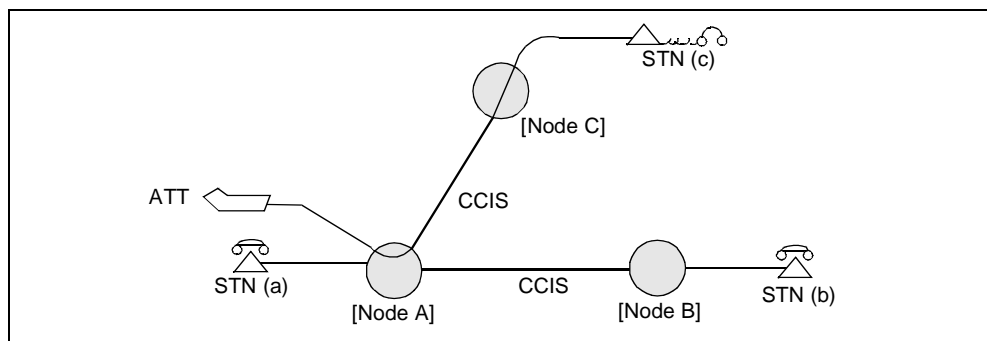 STN (c)
[Node C]
CCIS
ATT
STN (a)
[Node A]
CCIS
[Node B]
STN (b)